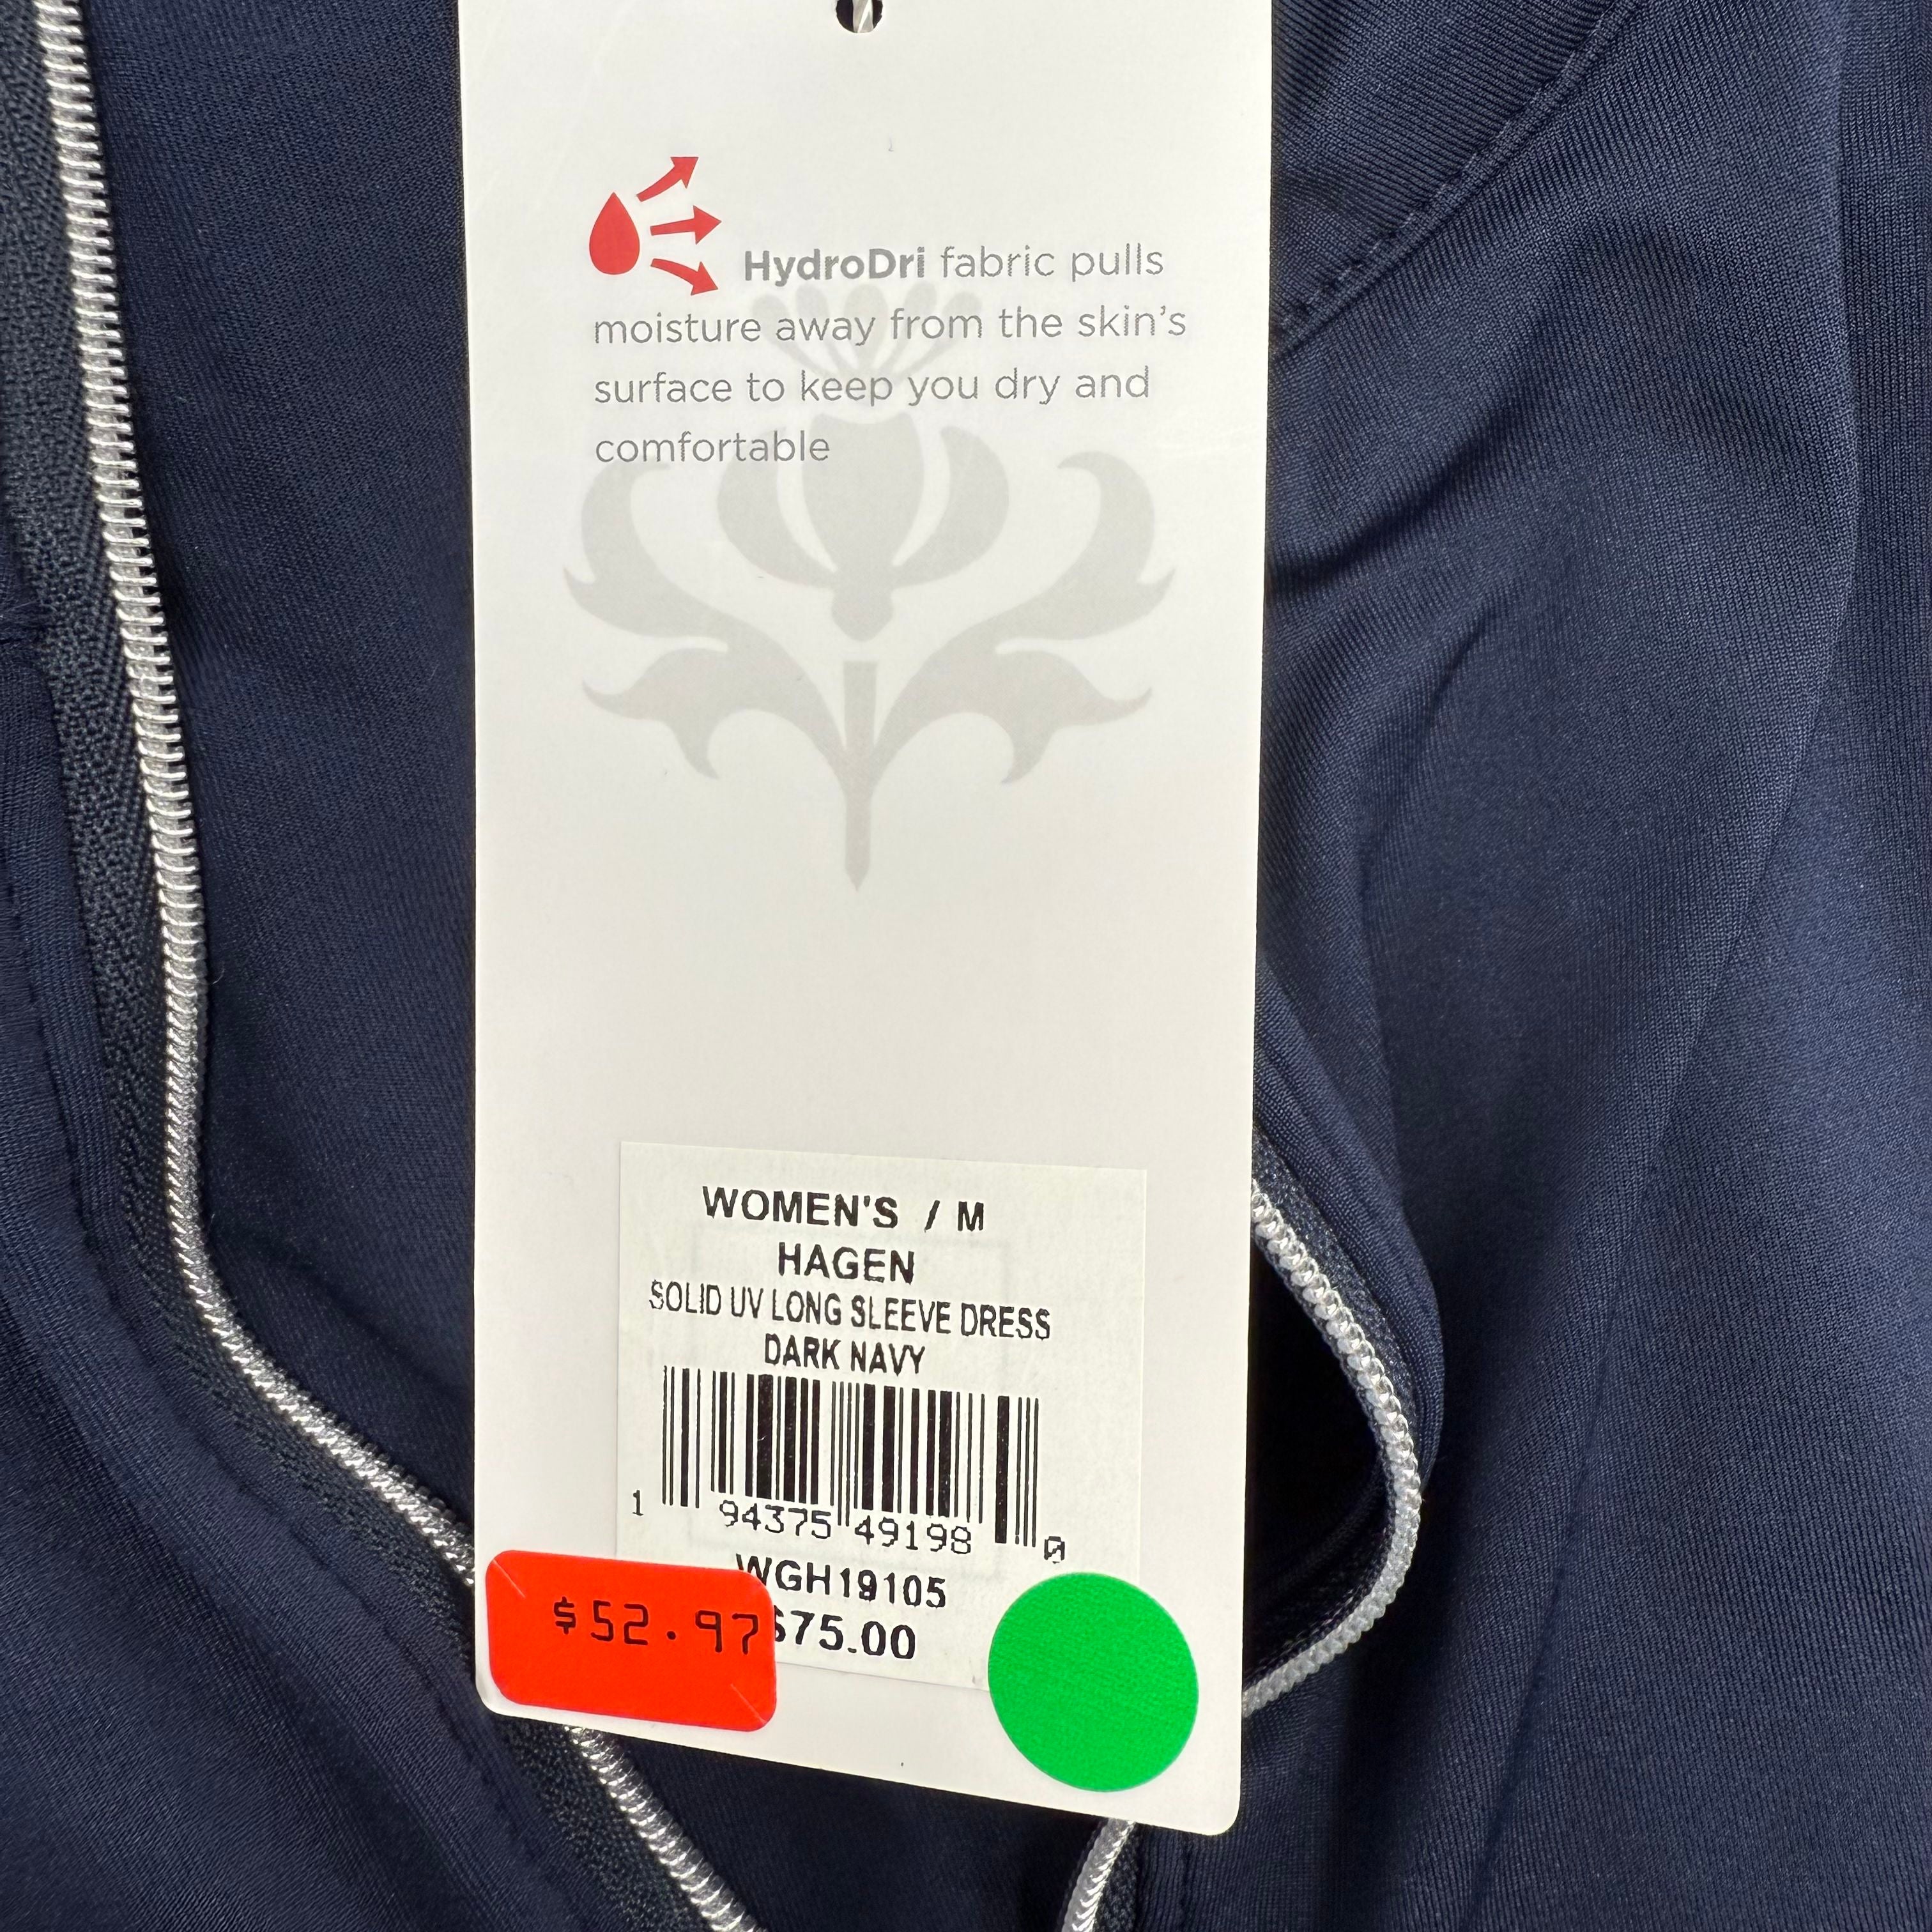 HydroDri fabric pulls
moisture away from the skin's
surface to keep you dry and
comfortable
WOMEN'S / M
HAGEN
SOLID UV LONG SLEEVE DRESS
DARK NAVY
1 94375 49198 0
WGH19105
$75.00
$52.97